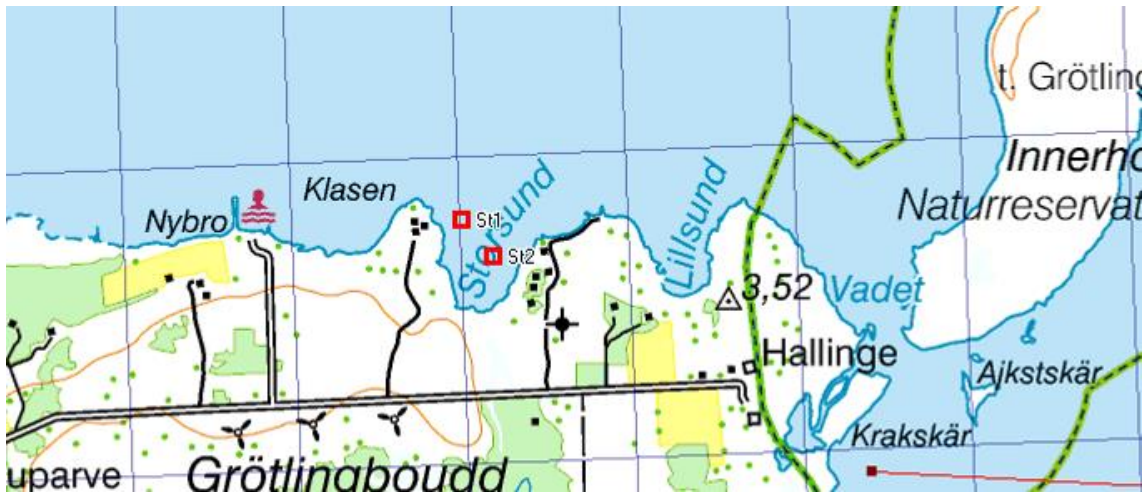 t. Grötling
Innerho
Naturreservat
Klasen
Nybro
St1
Storsund
St2
Lillsund
3,52
Vadet
Hallinge
Ajkstskär
Krakskär
uparve
Grötlingboudd